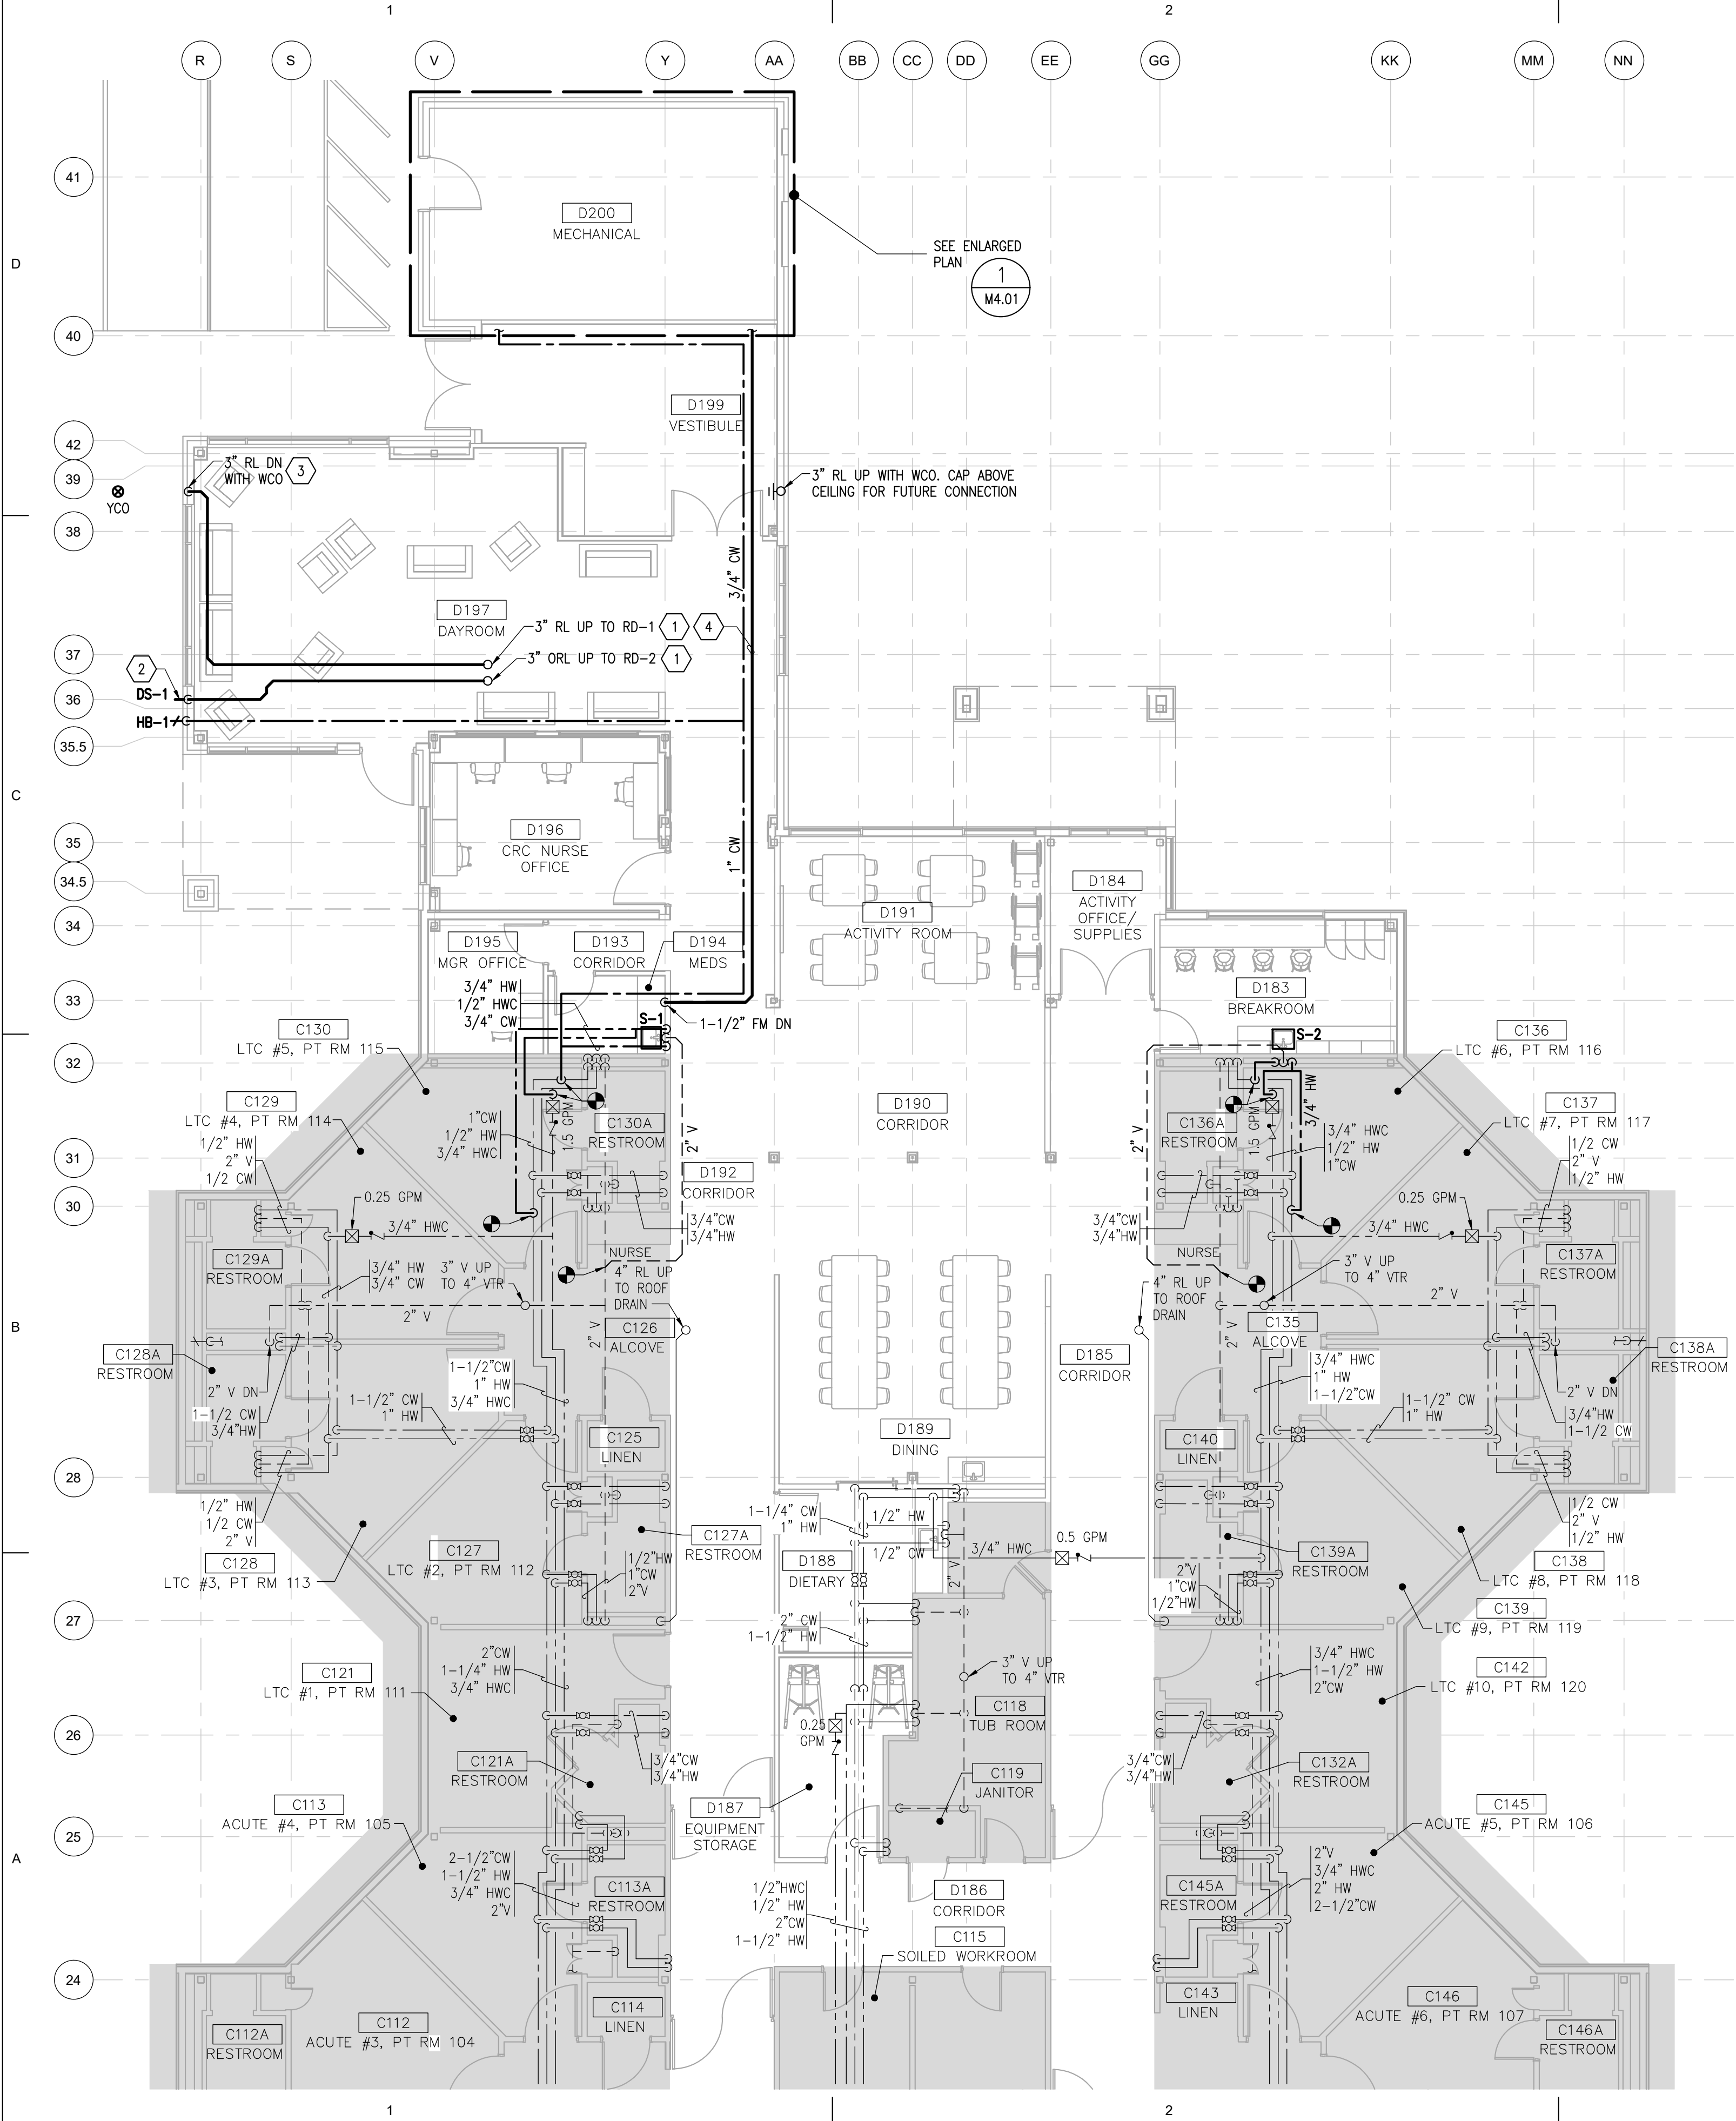 1
2
R
S
V
Y
AA
BB
CC
DD
EE
GG
KK
MM
NN
41
D200
MECHANICAL
SEE ENLARGED
PLAN
1
M4.01
D
40
D199
VESTIBULE
42
39
3" RL DN
WITH WCO
3
YCO
3" RL UP WITH WCO. CAP ABOVE
CEILING FOR FUTURE CONNECTION
38
3/4" CW
D197
DAYROOM
3" RL UP TO RD-1
1
4
37
3" ORL UP TO RD-2
1
2
DS-1
36
HB-1
35.5
C
D196
CRC NURSE
OFFICE
1" CW
35
34.5
D184
ACTIVITY
OFFICE/
SUPPLIES
D191
ACTIVITY ROOM
34
D195
MGR OFFICE
D193
CORRIDOR
D194
MEDS
33
3/4" HW
1/2" HWC
3/4" CW
S-1
1-1/2" FM DN
D183
BREAKROOM
S-2
C130
LTC #5, PT RM 115
C136
LTC #6, PT RM 116
32
C129
LTC #4, PT RM 114
1"CW
1/2" HW
3/4" HWC
1.5 GPM
C130A
RESTROOM
2" V
D190
CORRIDOR
2" V
C136A
RESTROOM
1.5 GPM
3/4" HW
3/4" HWC
1/2" HW
1"CW
C137
LTC #7, PT RM 117
1/2" HW
2" V
1/2 CW
1/2 CW
2" V
1/2" HW
31
D192
CORRIDOR
30
0.25 GPM
3/4" HWC
3/4"CW
3/4"HW
3/4"CW
3/4"HW
0.25 GPM
3/4" HWC
C129A
RESTROOM
3/4" HW
3/4" CW
3" V UP
TO 4" VTR
NURSE
4" RL UP
TO ROOF
DRAIN
NURSE
4" RL UP
TO ROOF
DRAIN
3" V UP
TO 4" VTR
C137A
RESTROOM
2" V
2" V
B
C126
ALCOVE
2" V
2" V
C135
ALCOVE
C128A
RESTROOM
D185
CORRIDOR
C138A
RESTROOM
2" V DN
1-1/2 CW
3/4"HW
1-1/2" CW
1" HW
1-1/2"CW
1" HW
3/4" HWC
3/4" HWC
1" HW
1-1/2"CW
1-1/2" CW
1" HW
2" V DN
3/4"HW
1-1/2 CW
C125
LINEN
D189
DINING
C140
LINEN
28
1/2" HW
1/2 CW
2" V
1-1/4" CW
1" HW
1/2" HW
1/2 CW
2" V
1/2" HW
C127A
RESTROOM
1/2" CW
3/4" HWC
0.5 GPM
C139A
RESTROOM
C128
LTC #3, PT RM 113
C127
LTC #2, PT RM 112
1/2"HW
1"CW
2"V
D188
DIETARY
2" V
2"V
1"CW
1/2"HW
C138
LTC #8, PT RM 118
27
2" CW
1-1/2" HW
C139
LTC #9, PT RM 119
C121
LTC #1, PT RM 111
2"CW
1-1/4" HW
3/4" HWC
3" V UP
TO 4" VTR
3/4" HWC
1-1/2" HW
2"CW
C142
LTC #10, PT RM 120
26
0.25
GPM
C118
TUB ROOM
C121A
RESTROOM
3/4"CW
3/4"HW
C119
JANITOR
3/4"CW
3/4"HW
C132A
RESTROOM
C113
ACUTE #4, PT RM 105
D187
EQUIPMENT
STORAGE
C145
ACUTE #5, PT RM 106
25
A
2-1/2"CW
1-1/2" HW
3/4" HWC
2"V
C113A
RESTROOM
1/2"HWC
1/2" HW
2"CW
1-1/2" HW
D186
CORRIDOR
C145A
RESTROOM
2"V
3/4" HWC
2" HW
2-1/2"CW
C115
SOILED WORKROOM
24
C112A
RESTROOM
C112
ACUTE #3, PT RM 104
C114
LINEN
C143
LINEN
C146
ACUTE #6, PT RM 107
C146A
RESTROOM
1
2